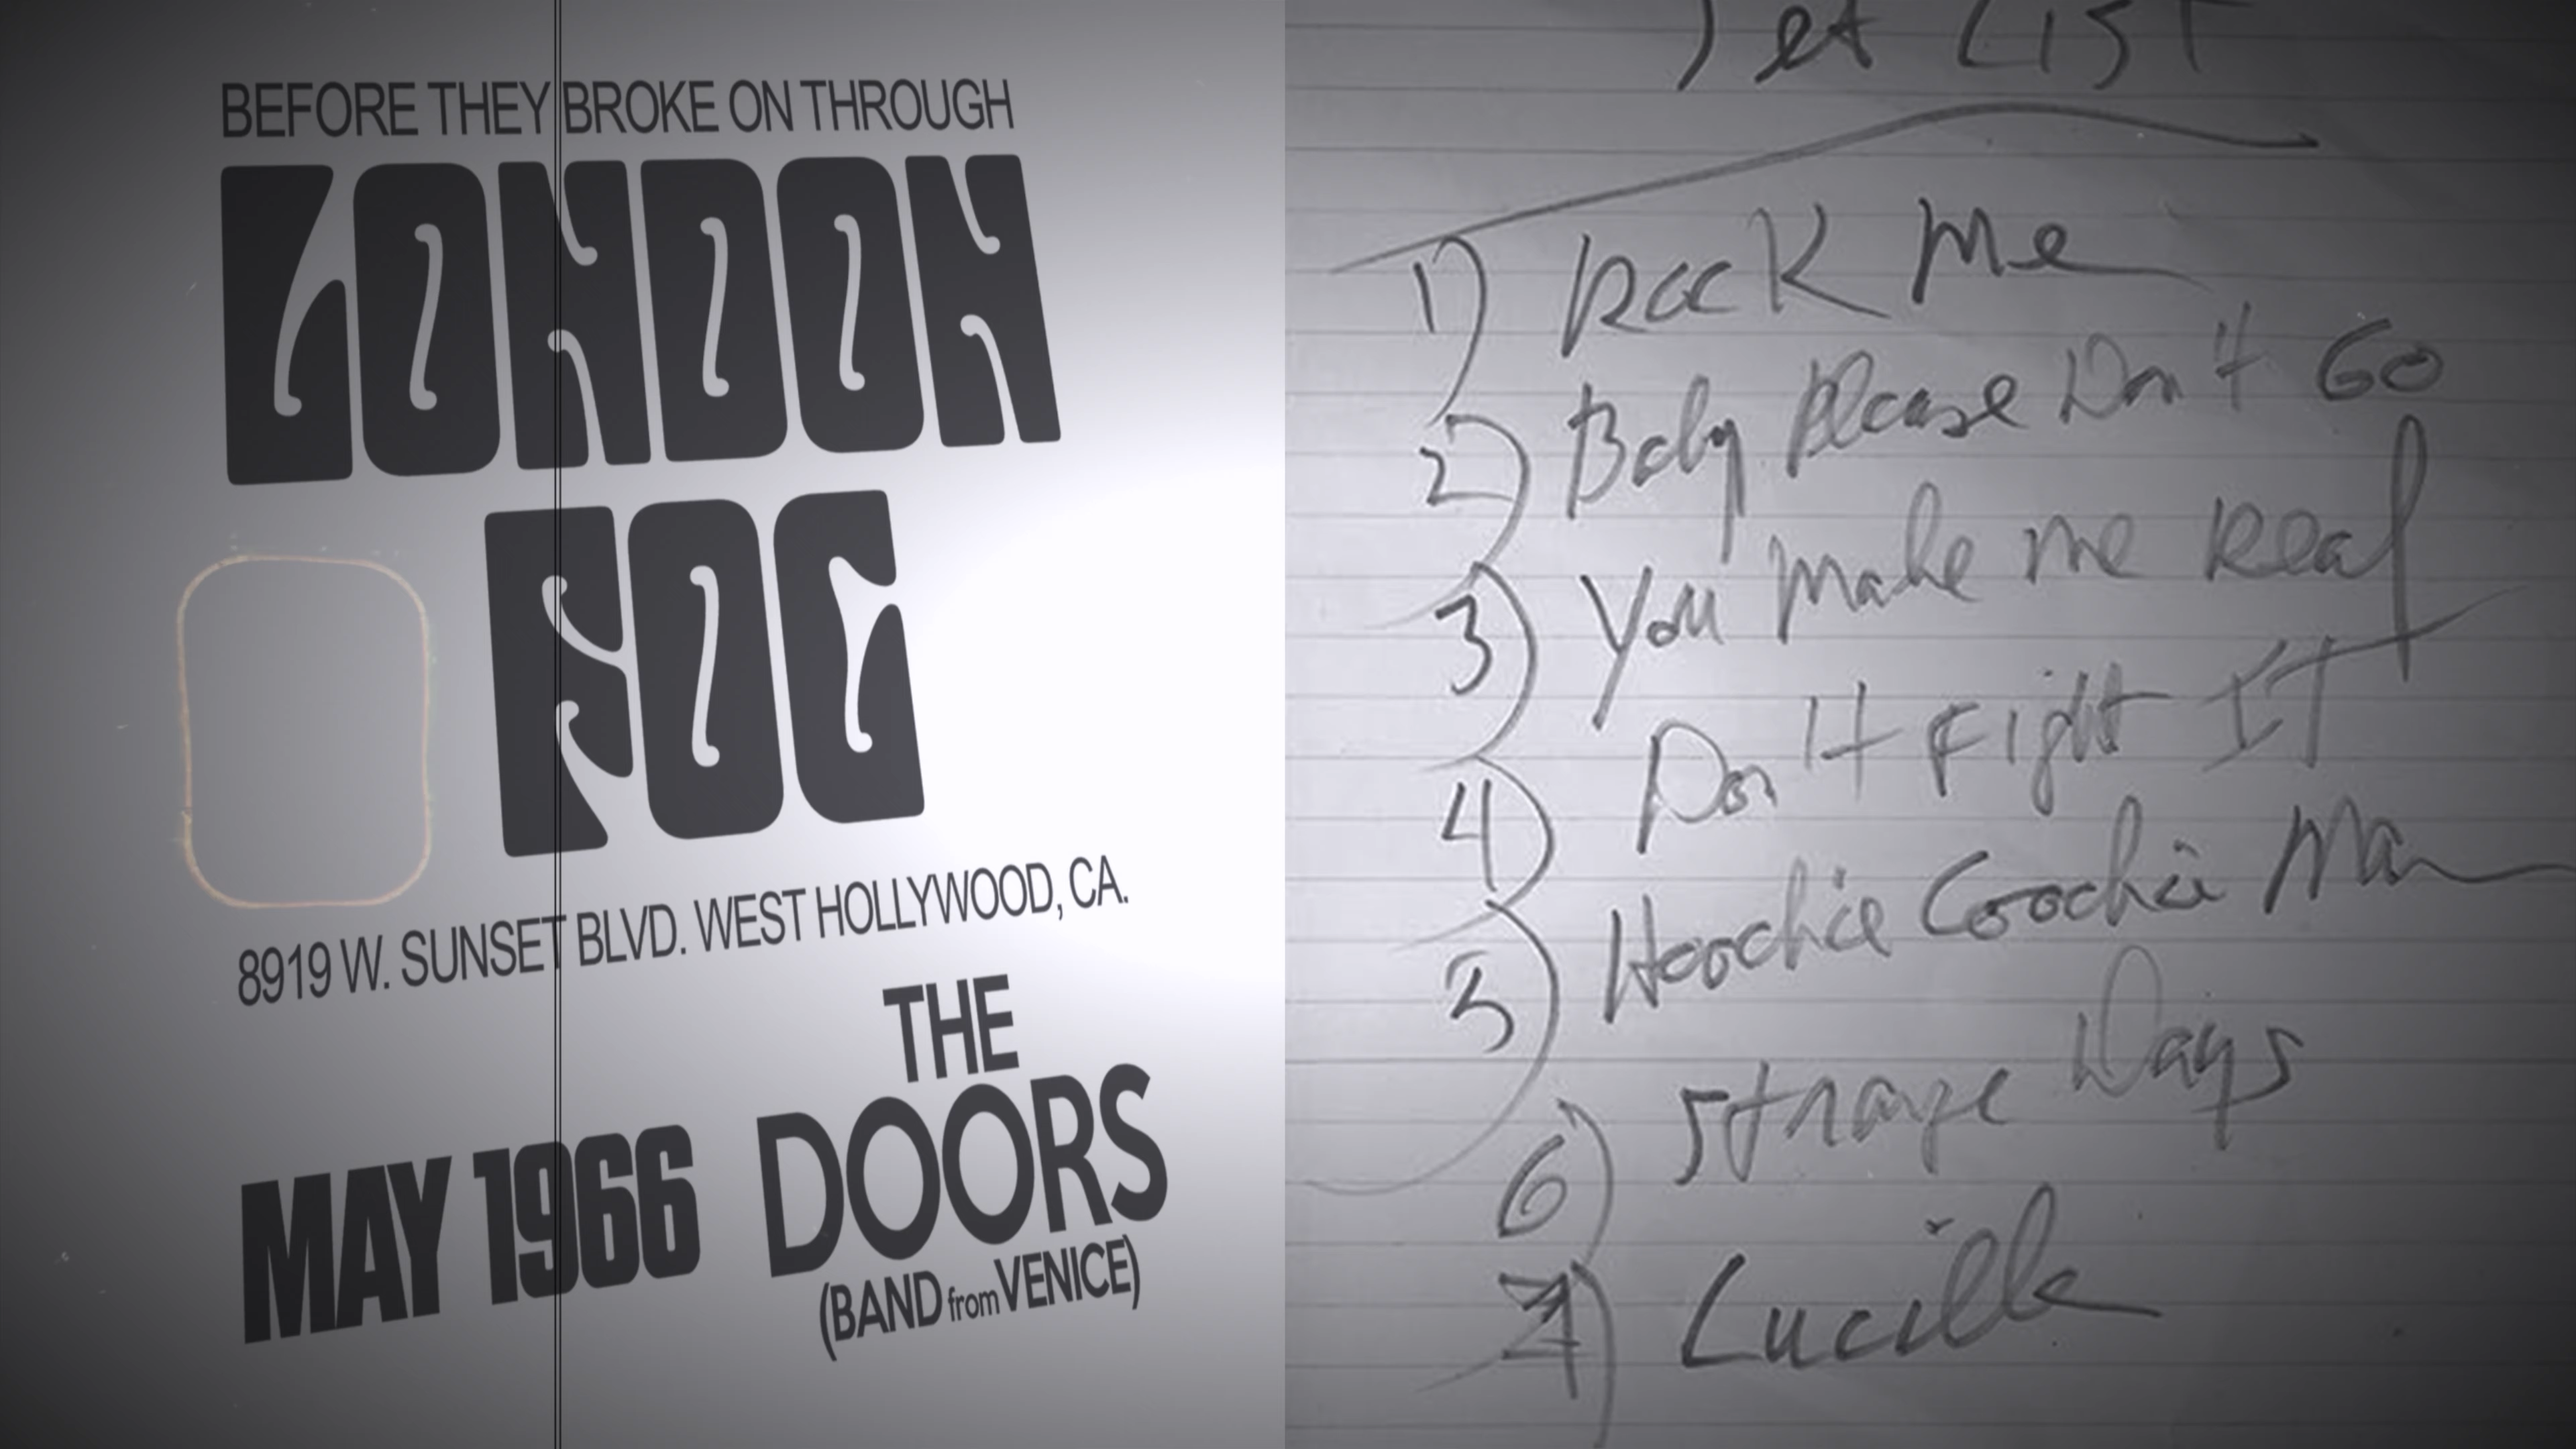 BEFORE THEY BROKE ON THROUGH
LONDON
FOG
8919 W. SUNSET BLVD. WEST HOLLYWOOD, CA.
MAY 1966
THE
DOORS
(BAND from VENICE)
Set LIST
1) Rock Me
2) Baby Please Don't Go
3) You Make Me Real
4) Don't Fight IT
5) Hoochie Coochie Man
6) Strange Days
7) Lucille